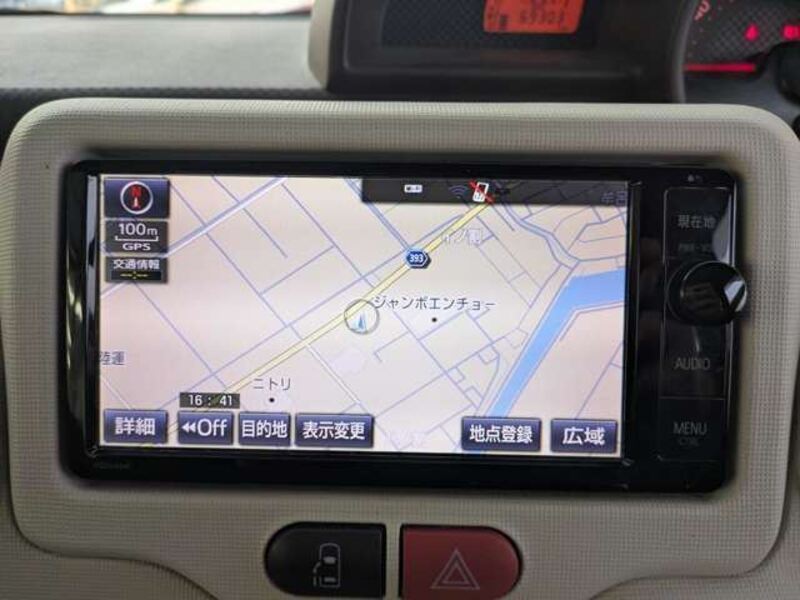 N
100m
GPS
交通情報
393
ジャンボエンチョー
陸運
ニトリ
16:41
詳細
Off
目的地
表示変更
地点登録
広域
現在地
AUDIO
MENU